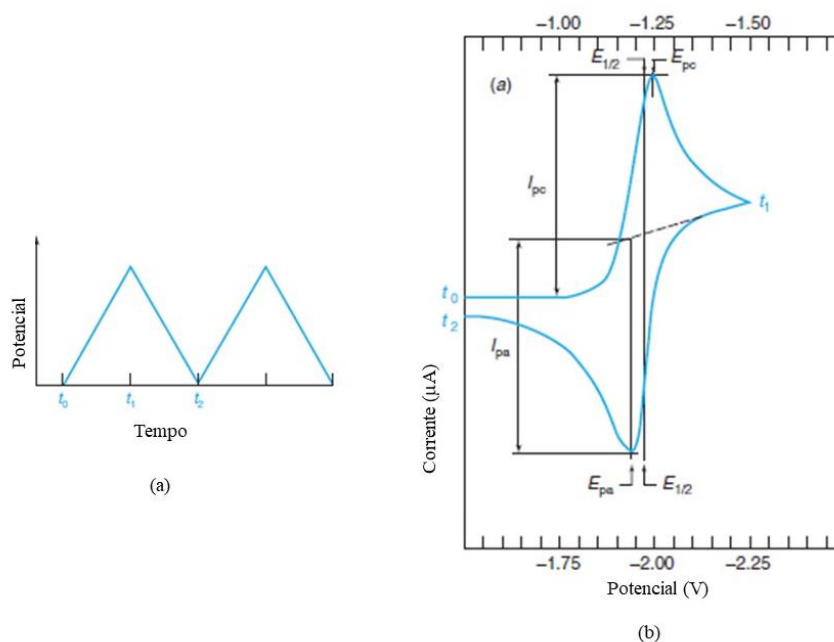 Potencial
t0 t1 t2
Tempo
(a)
−1.00 −1.25 −1.50
E1/2 Epc
(a)
Ipc
t1
t0
t2
Ipa
Corrente (µA)
Epa E1/2
−1.75 −2.00 −2.25
Potencial (V)
(b)